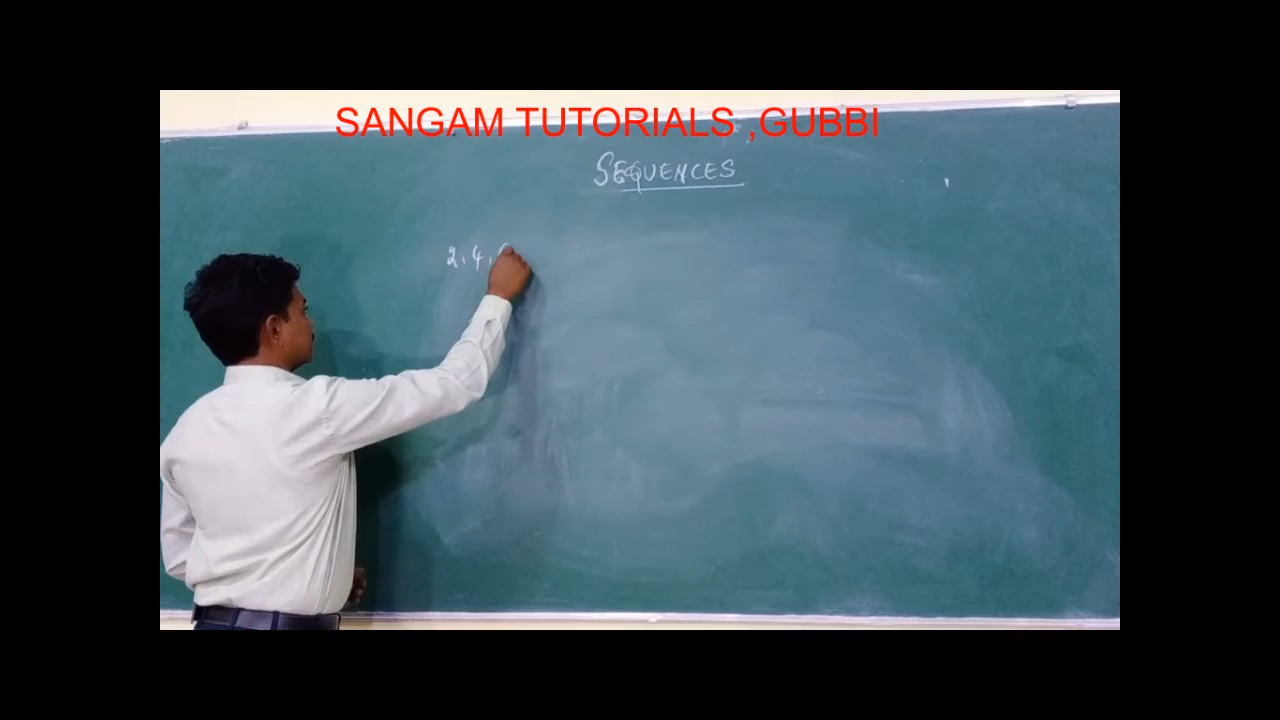 SANGAM TUTORIALS ,GUBBI
SEQUENCES
2, 4,